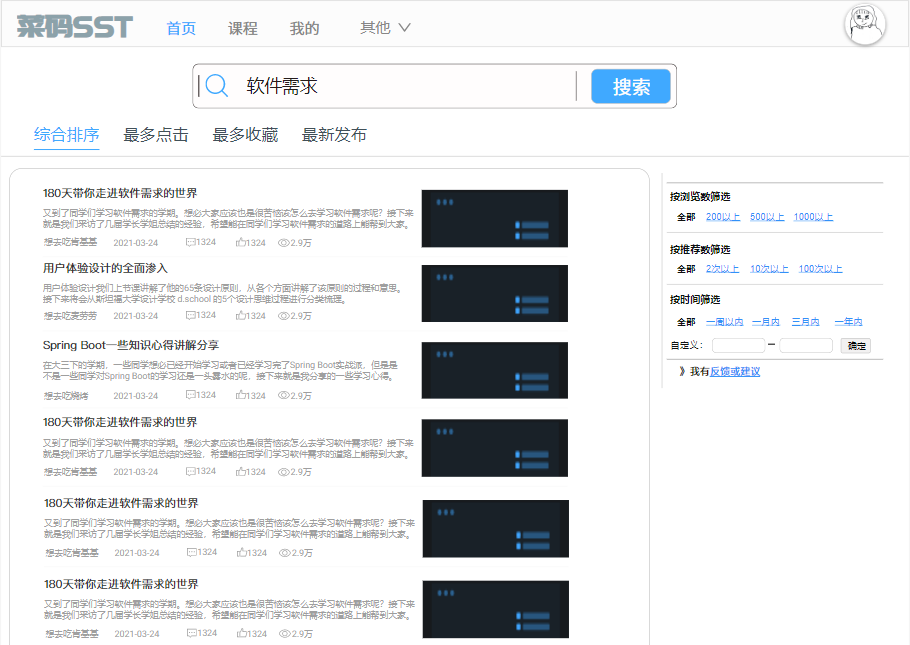 菜码SST 首页 课程 我的 其他
软件需求 搜索
综合排序 最多点击 最多收藏 最新发布
180天带你走进软件需求的世界
又到了同学们学习软件需求的学期。想必大家应该也是很苦恼该怎么去学习软件需求呢？接下来
就是我们采访了几届学长学姐总结的经验，希望能在同学们学习软件需求的道路上能帮到大家。
想去吃肯基基 2021-03-24 1324 1324 2.9万
用户体验设计的全面渗入
用户体验设计我们上节课讲解了他的65条设计原则，从各个方面讲解了该原则的过程和意思。
接下来将会从斯坦福大学设计学校 d.school 的5个设计思维过程进行分类梳理。
想去吃麦劳劳 2021-03-24 1324 1324 2.9万
Spring Boot一些知识心得讲解分享
在大三下的学期，一些同学想必已经开始学习或者已经学习完了Spring Boot实战派，但是是
不是一些同学对Spring Boot的学习还是一头露水的呢，接下来就是我分享的一些学习心得。
想去吃烧烤 2021-03-24 1324 1324 2.9万
180天带你走进软件需求的世界
又到了同学们学习软件需求的学期。想必大家应该也是很苦恼该怎么去学习软件需求呢？接下来
就是我们采访了几届学长学姐总结的经验，希望能在同学们学习软件需求的道路上能帮到大家。
想去吃肯基基 2021-03-24 1324 1324 2.9万
180天带你走进软件需求的世界
又到了同学们学习软件需求的学期。想必大家应该也是很苦恼该怎么去学习软件需求呢？接下来
就是我们采访了几届学长学姐总结的经验，希望能在同学们学习软件需求的道路上能帮到大家。
想去吃肯基基 2021-03-24 1324 1324 2.9万
180天带你走进软件需求的世界
又到了同学们学习软件需求的学期。想必大家应该也是很苦恼该怎么去学习软件需求呢？接下来
就是我们采访了几届学长学姐总结的经验，希望能在同学们学习软件需求的道路上能帮到大家。
想去吃肯基基 2021-03-24 1324 1324 2.9万
按浏览数筛选
全部 200以上 500以上 1000以上
按推荐数筛选
全部 2次以上 10次以上 100次以上
按时间筛选
全部 一周以内 一月内 三月内 一年内
自定义： – 确定
》我有反馈或建议